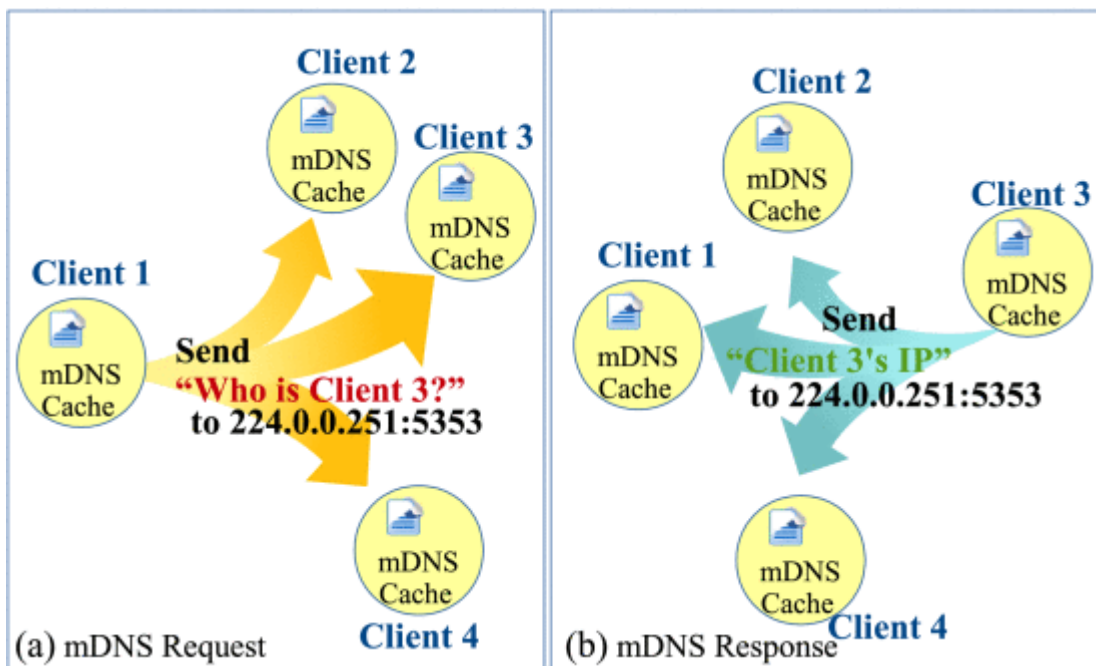 Client 2
mDNS
Cache
Client 3
mDNS
Cache
Client 1
mDNS
Cache
Send
“Who is Client 3?”
to 224.0.0.251:5353
mDNS
Cache
Client 4
(a) mDNS Request
Client 2
mDNS
Cache
Client 3
mDNS
Cache
Client 1
mDNS
Cache
Send
“Client 3's IP”
to 224.0.0.251:5353
mDNS
Cache
Client 4
(b) mDNS Response